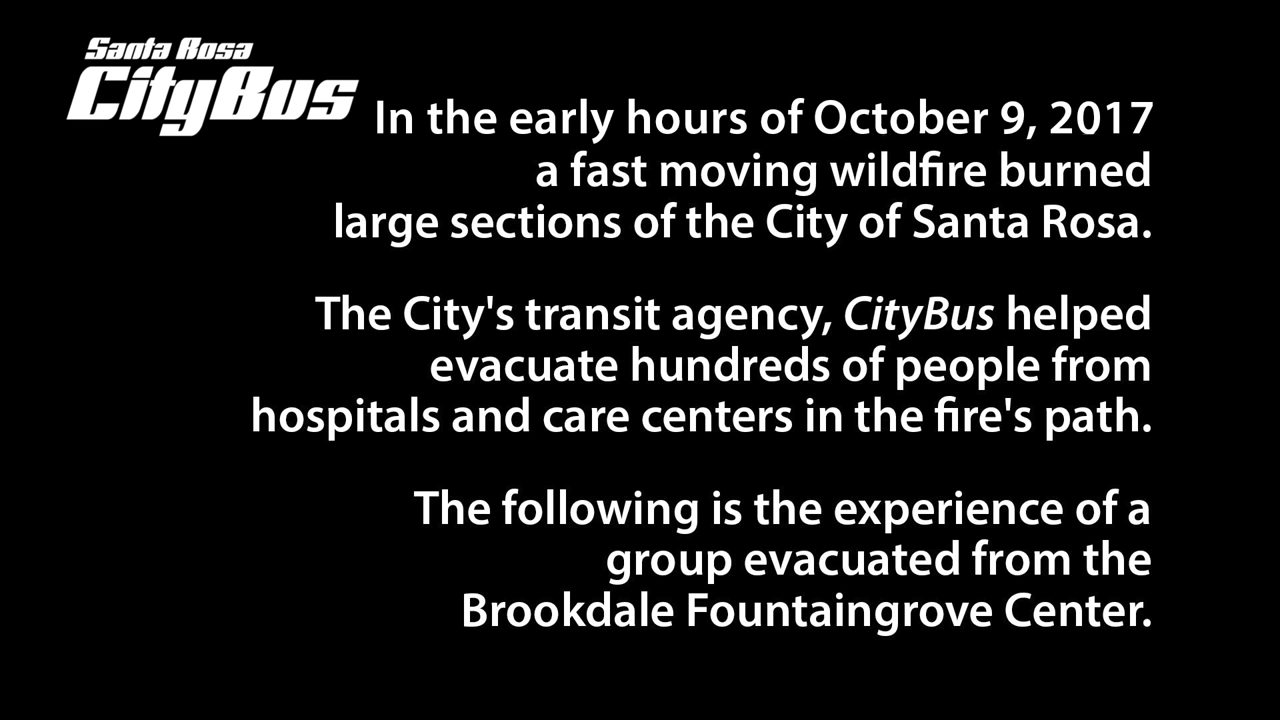 Santa Rosa
CityBus
In the early hours of October 9, 2017
a fast moving wildfire burned
large sections of the City of Santa Rosa.
The City's transit agency, CityBus helped
evacuate hundreds of people from
hospitals and care centers in the fire's path.
The following is the experience of a
group evacuated from the
Brookdale Fountaingrove Center.